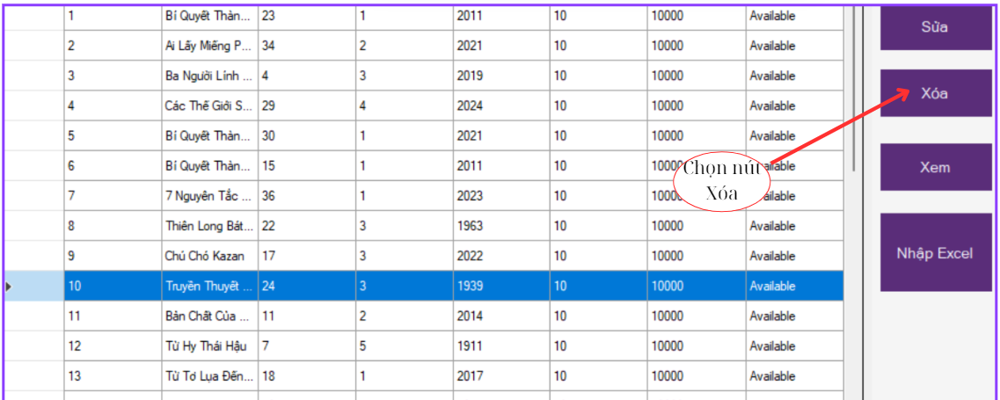 1 Bí Quyết Thàn... 23 1 2011 10 10000 Available
Sửa
2 Ai Lấy Miếng P... 34 2 2021 10 10000 Available
3 Ba Người Lính ... 4 3 2019 10 10000 Available
Xóa
4 Các Thế Giới S... 29 4 2024 10 10000 Available
5 Bí Quyết Thàn... 30 1 2021 10 10000 Available
6 Bí Quyết Thàn... 15 1 2011 10 10000 Available
Chọn nút
Xóa
Xem
7 7 Nguyên Tắc ... 36 1 2023 10 10000 Available
8 Thiên Long Bát... 22 3 1963 10 10000 Available
9 Chú Chó Kazan 17 3 2022 10 10000 Available
Nhập Excel
10 Truyền Thuyết ... 24 3 1939 10 10000 Available
11 Bản Chất Của ... 11 2 2014 10 10000 Available
12 Từ Hy Thái Hậu 7 5 1911 10 10000 Available
13 Từ Tơ Lụa Đến... 18 1 2017 10 10000 Available